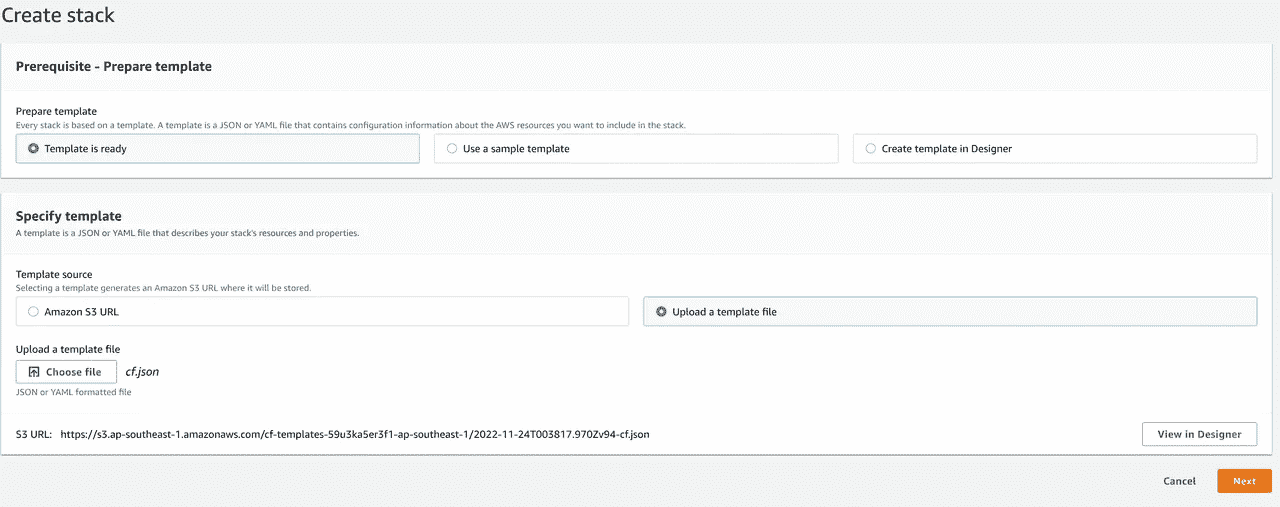 Create stack
Prerequisite - Prepare template
Prepare template
Every stack is based on a template. A template is a JSON or YAML file that contains configuration information about the AWS resources you want to include in the stack.
Template is ready
Use a sample template
Create template in Designer
Specify template
A template is a JSON or YAML file that describes your stack's resources and properties.
Template source
Selecting a template generates an Amazon S3 URL where it will be stored.
Amazon S3 URL
Upload a template file
Upload a template file
Choose file
cf.json
JSON or YAML formatted file
S3 URL: https://s3.ap-southeast-1.amazonaws.com/cf-templates-59u3ka5er3f1-ap-southeast-1/2022-11-24T003817.970Zv94-cf.json
View in Designer
Cancel
Next